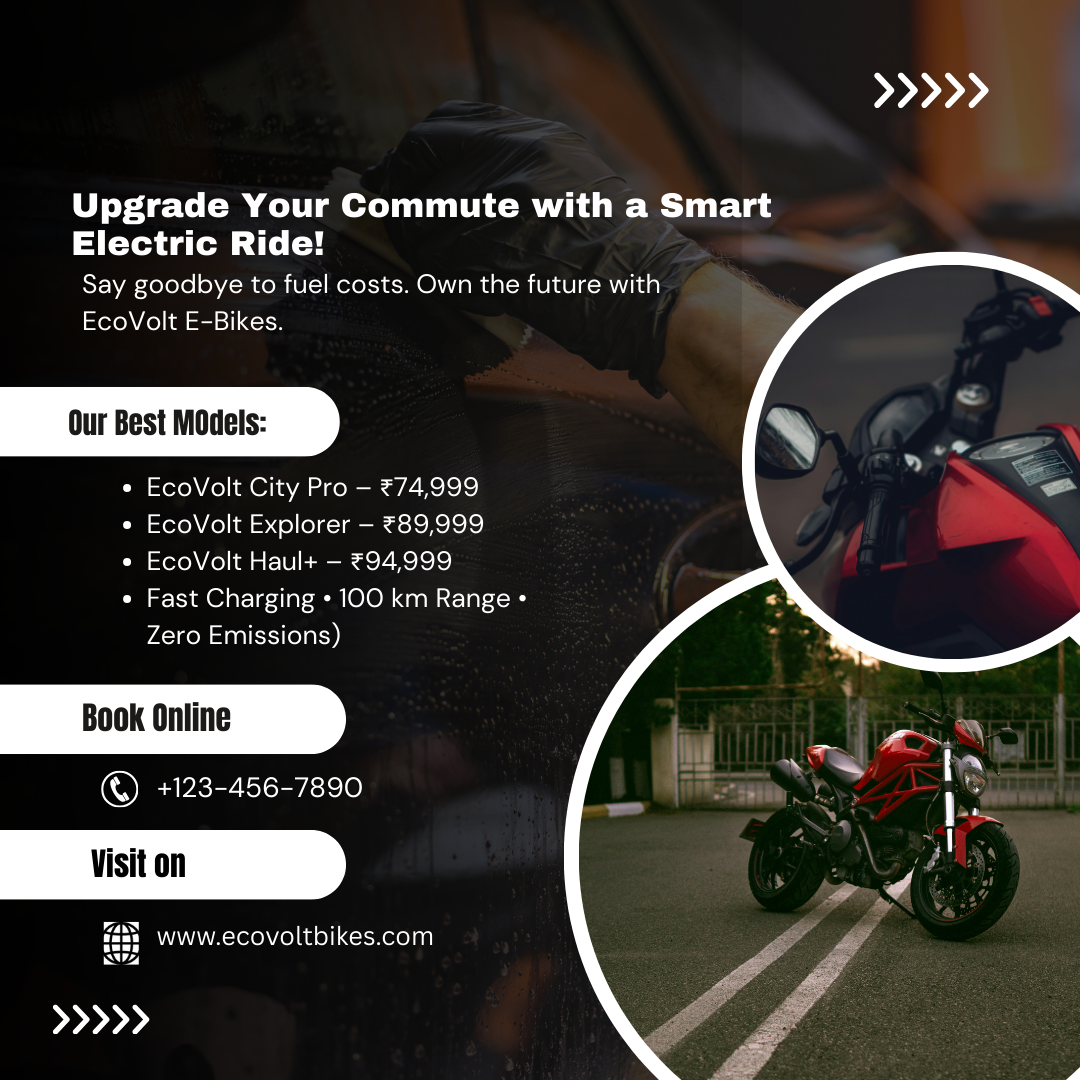 Upgrade Your Commute with a Smart
Electric Ride!
Say goodbye to fuel costs. Own the future with
EcoVolt E-Bikes.
Our Best MOdels:
• EcoVolt City Pro – ₹74,999
• EcoVolt Explorer – ₹89,999
• EcoVolt Haul+ – ₹94,999
• Fast Charging • 100 km Range •
Zero Emissions)
Book Online
+123-456-7890
Visit on
www.ecovoltbikes.com